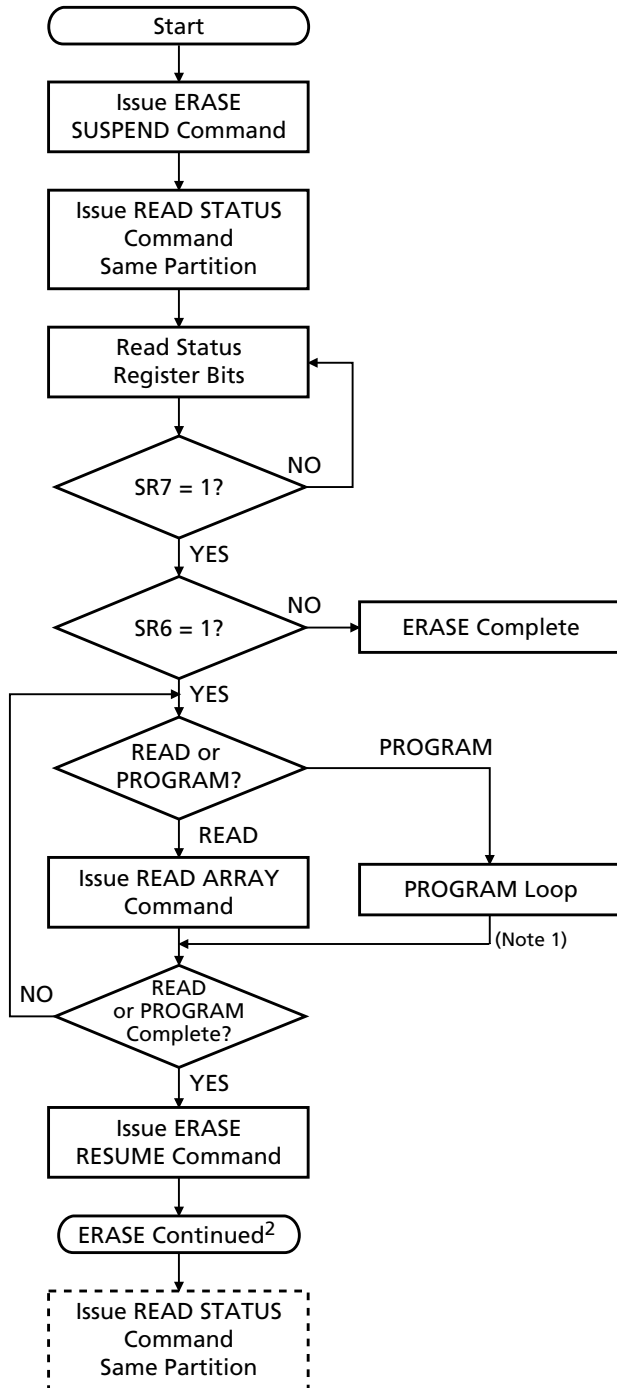 Start
Issue ERASE
SUSPEND Command
Issue READ STATUS
Command
Same Partition
Read Status
Register Bits
NO
SR7 = 1?
YES
NO
SR6 = 1?
ERASE Complete
YES
PROGRAM
READ or
PROGRAM?
READ
Issue READ ARRAY
Command
PROGRAM Loop
(Note 1)
NO
READ
or PROGRAM
Complete?
YES
Issue ERASE
RESUME Command
ERASE Continued²
Issue READ STATUS
Command
Same Partition